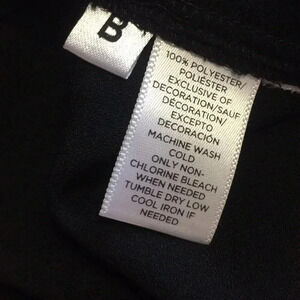 B
100% POLYESTER/
POLIÉSTER
EXCLUSIVE OF
DECORATION/SAUF
DÉCORATION/
EXCEPTO
DECORACIÓN
MACHINE WASH
COLD
ONLY NON-
CHLORINE BLEACH
WHEN NEEDED
TUMBLE DRY LOW
COOL IRON IF
NEEDED